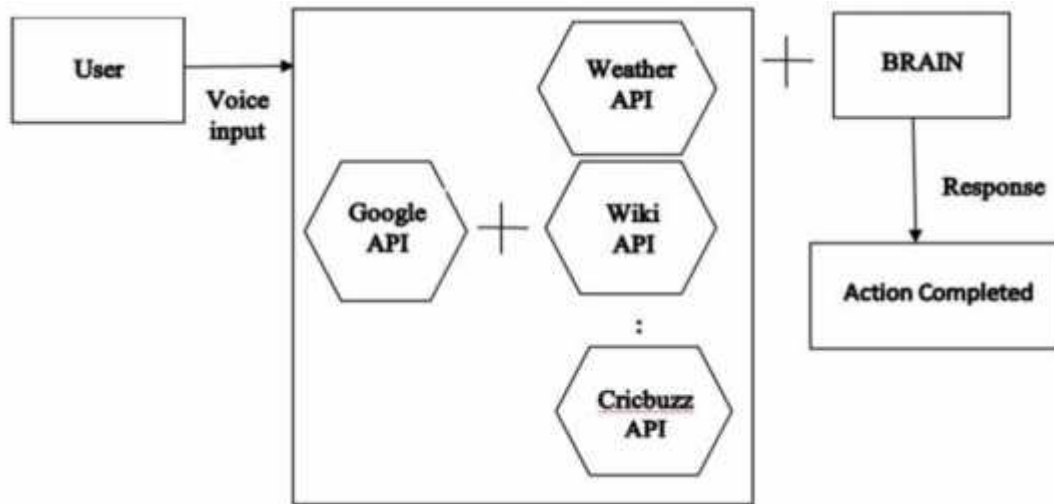 User
Voice
input
Google
API
Weather
API
Wiki
API
:
Cricbuzz
API
BRAIN
Response
Action Completed